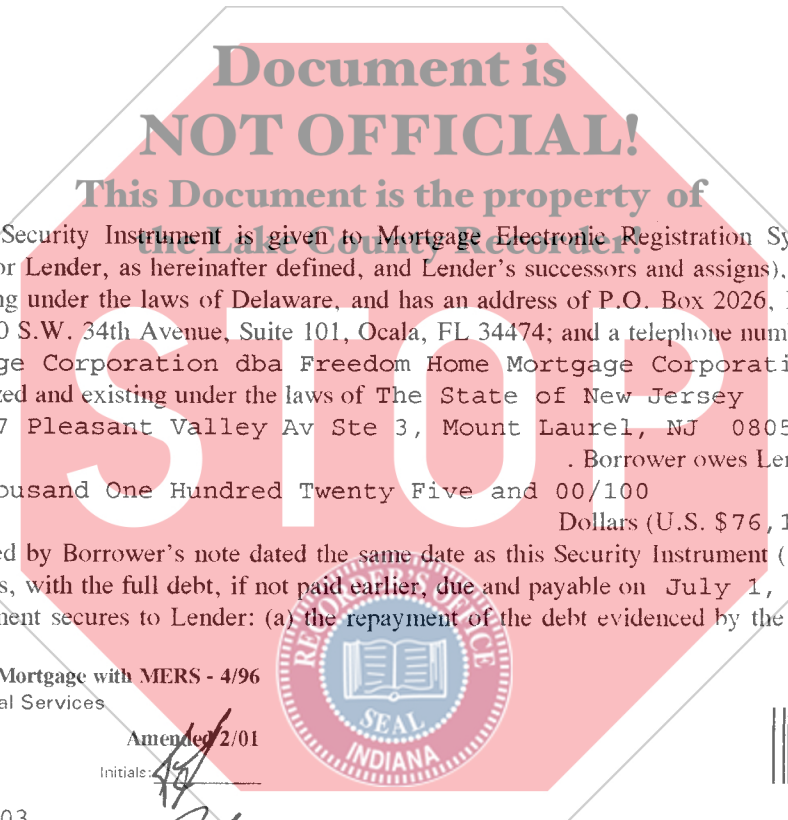 Document is
NOT OFFICIAL!
This Document is the property of
the Lake County Recorder!
Security Instrument is given to Mortgage Electronic Registration Sy
or Lender, as hereinafter defined, and Lender's successors and assigns).
ng under the laws of Delaware, and has an address of P.O. Box 2026,
0 S.W. 34th Avenue, Suite 101, Ocala, FL 34474; and a telephone num
ge Corporation dba Freedom Home Mortgage Corporati
zed and existing under the laws of The State of New Jersey
7 Pleasant Valley Av Ste 3, Mount Laurel, NJ 0805
. Borrower owes Len
ousand One Hundred Twenty Five and 00/100
Dollars (U.S. $76,1
ed by Borrower's note dated the same date as this Security Instrument (
s, with the full debt, if not paid earlier, due and payable on July 1,
ment secures to Lender: (a) the repayment of the debt evidenced by the
STOP
RECORDER'S OFFICE
SEAL
INDIANA
Mortgage with MERS - 4/96
al Services
Amended 2/01
Initials:
03